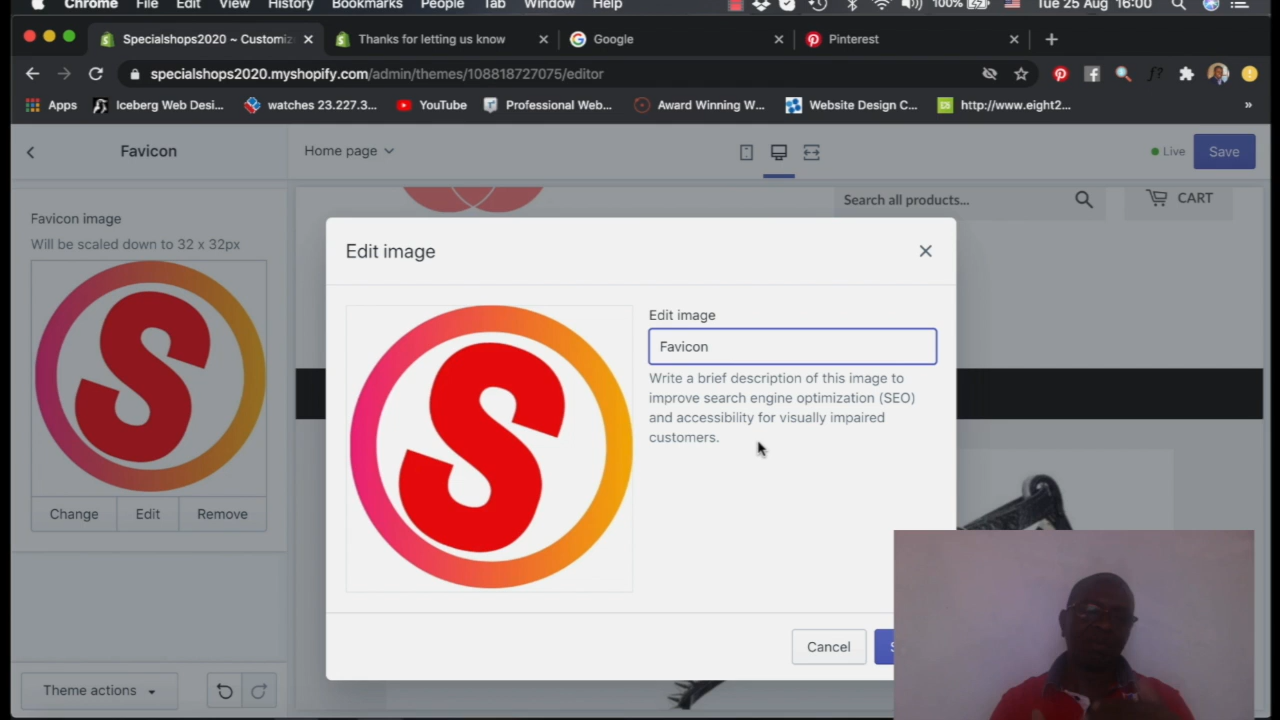 Chrome File Edit View History Bookmarks People Tab Window Help 100% Tue 25 Aug 16:00
Specialshops2020 ~ Customiz Thanks for letting us know Google Pinterest
specialshops2020.myshopify.com/admin/themes/108818727075/editor
Apps Iceberg Web Desi... watches 23.227.3... YouTube Professional Web... Award Winning W... Website Design C... http://www.eight2... »
Favicon Home page Live Save
Favicon image
Will be scaled down to 32 x 32px
Search all products... CART
Edit image
S
S
Edit image
Favicon
Write a brief description of this image to
improve search engine optimization (SEO)
and accessibility for visually impaired
customers.
Change Edit Remove
Cancel S
Theme actions